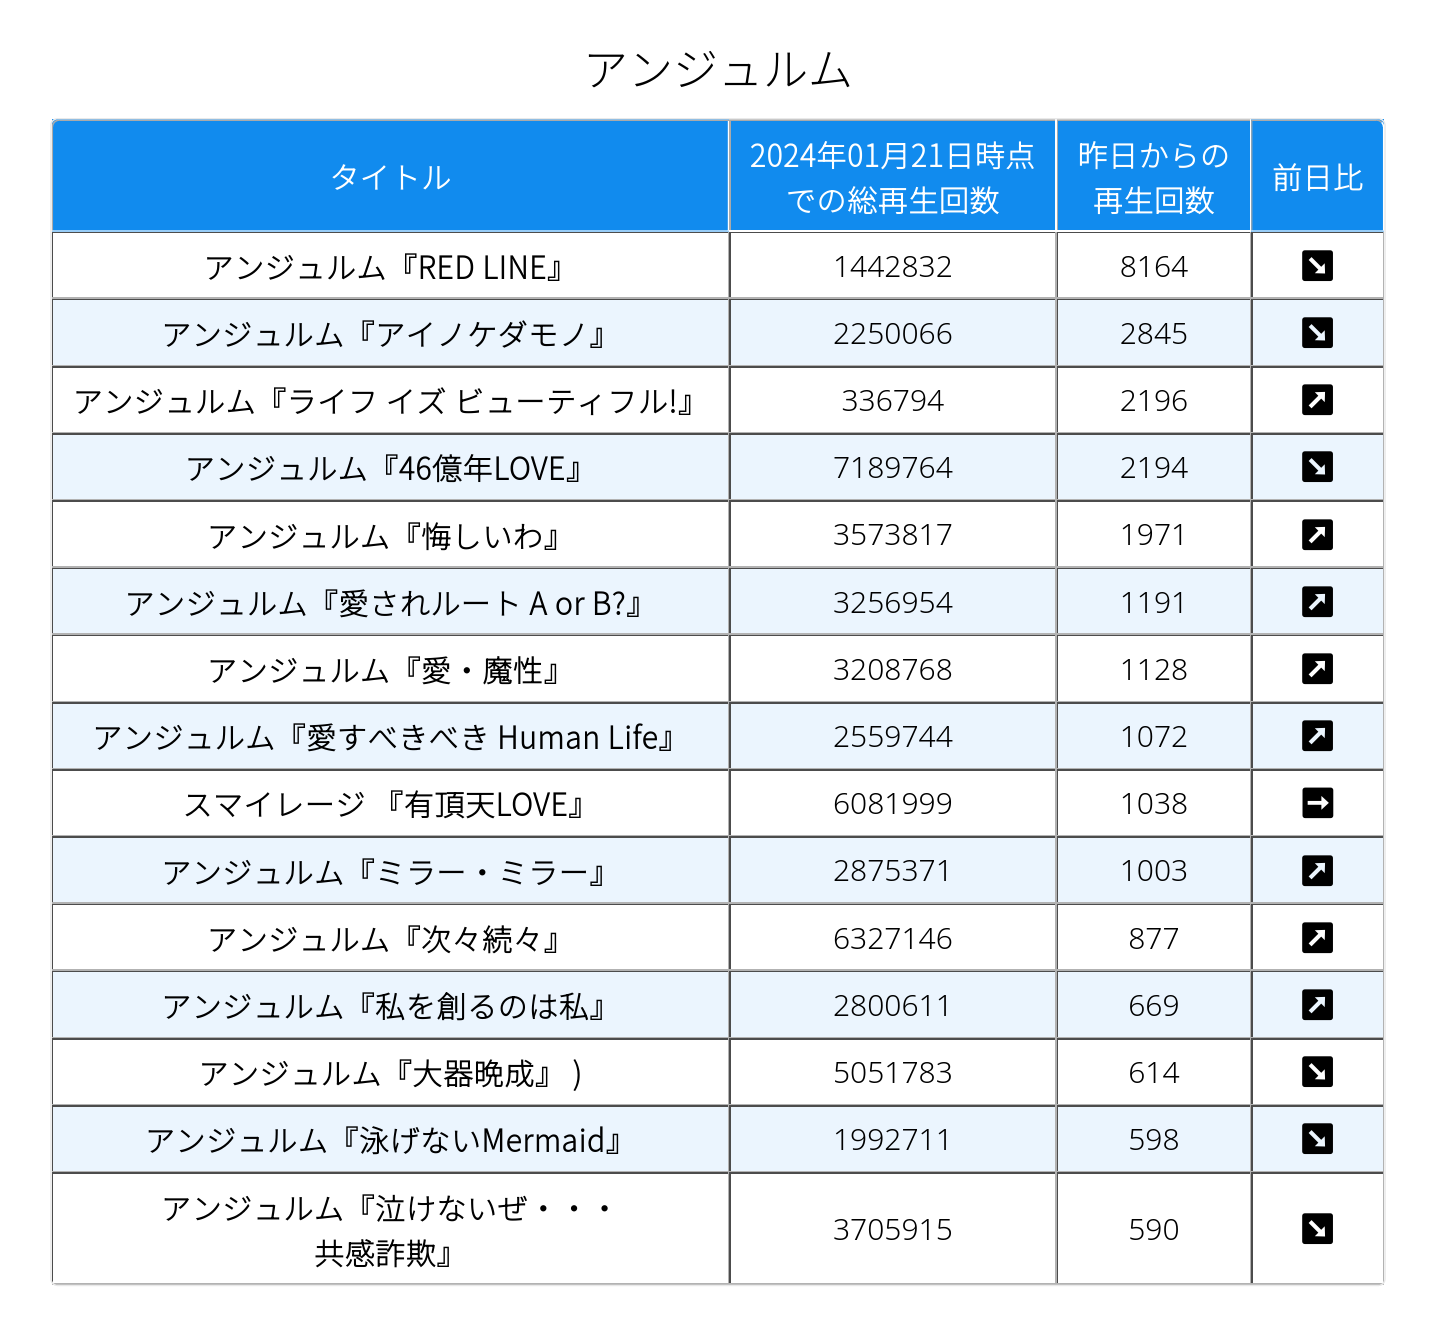 アンジュルム
タイトル
2024年01月21日時点
での総再生回数
昨日からの
再生回数
前日比
アンジュルム『RED LINE』 1442832 8164 ↘
アンジュルム『アイノケダモノ』 2250066 2845 ↘
アンジュルム『ライフ イズ ビューティフル!』 336794 2196 ↗
アンジュルム『46億年LOVE』 7189764 2194 ↘
アンジュルム『悔しいわ』 3573817 1971 ↗
アンジュルム『愛されルート A or B?』 3256954 1191 ↗
アンジュルム『愛・魔性』 3208768 1128 ↗
アンジュルム『愛すべきべき Human Life』 2559744 1072 ↗
スマイレージ 『有頂天LOVE』 6081999 1038 →
アンジュルム『ミラー・ミラー』 2875371 1003 ↗
アンジュルム『次々続々』 6327146 877 ↗
アンジュルム『私を創るのは私』 2800611 669 ↗
アンジュルム『大器晩成』 ) 5051783 614 ↘
アンジュルム『泳げないMermaid』 1992711 598 ↘
アンジュルム『泣けないぜ・・・
共感詐欺』 3705915 590 ↘